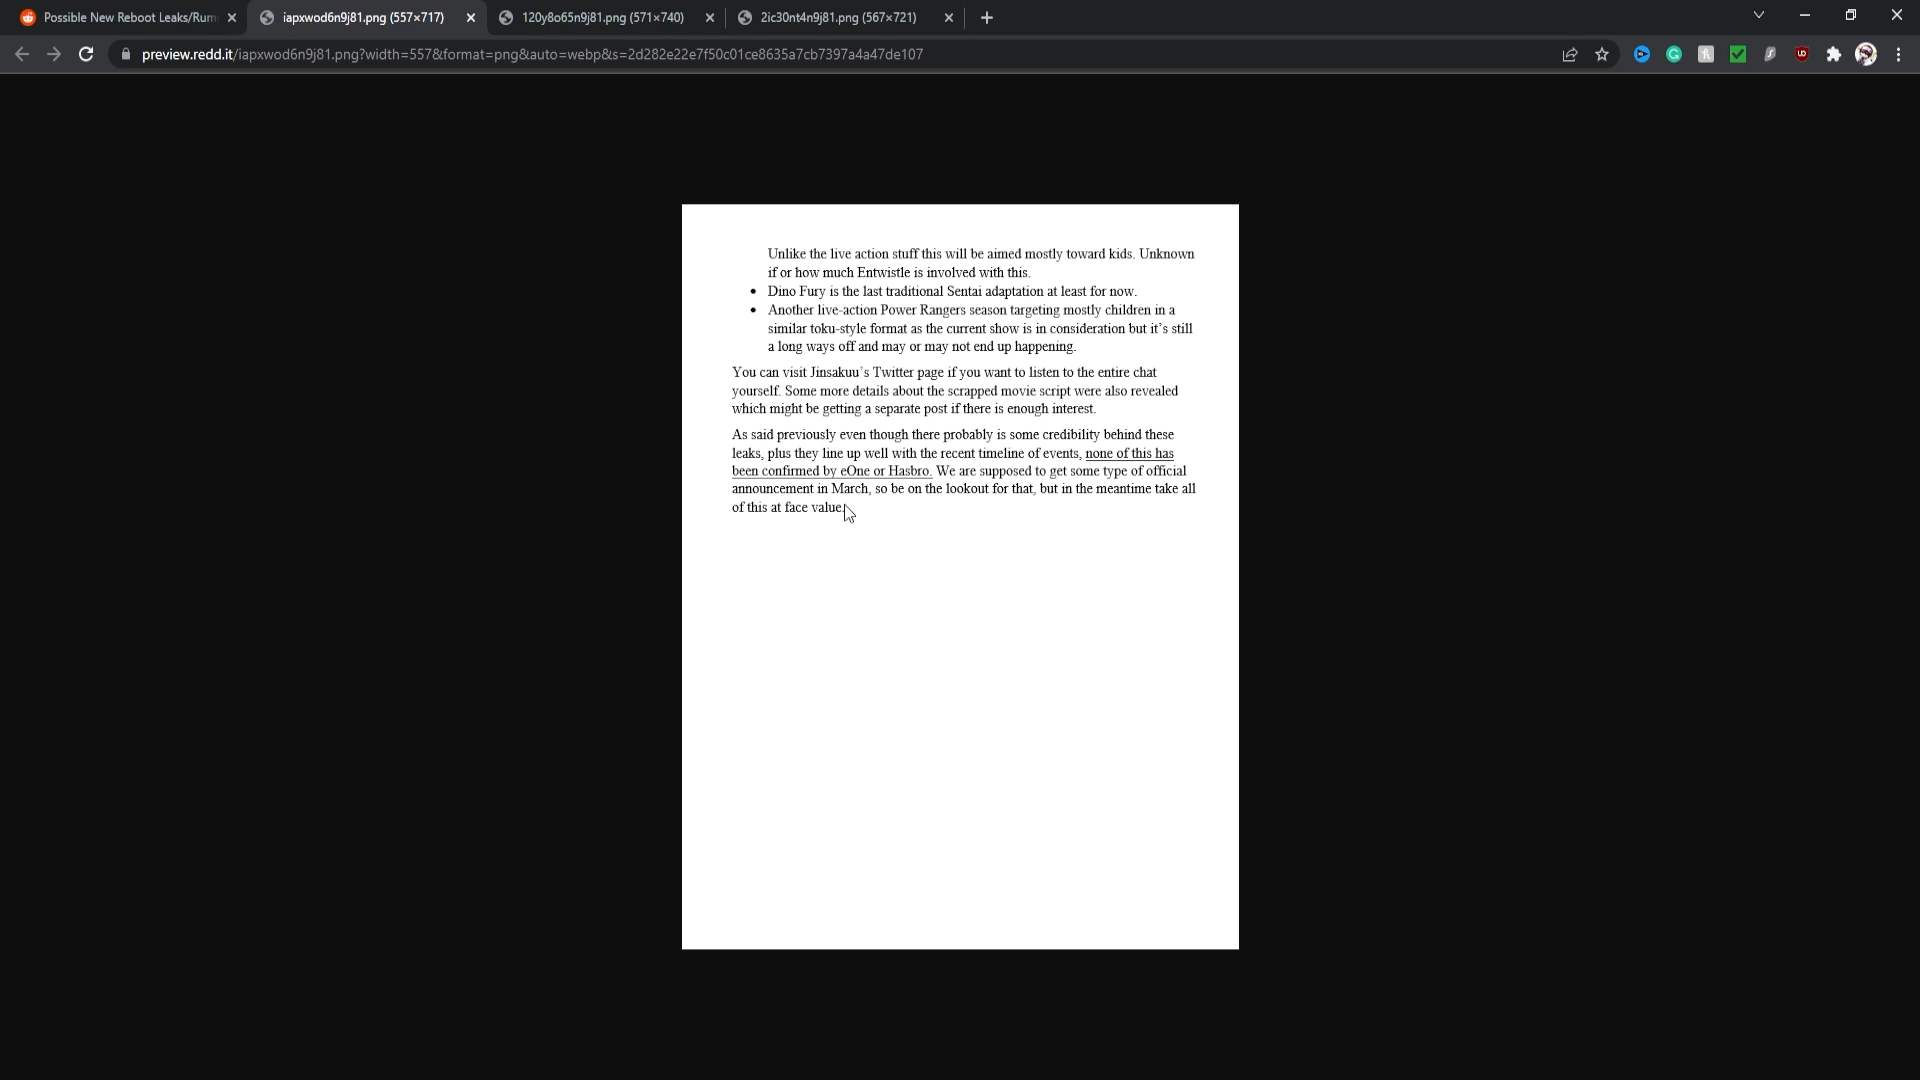 Possible New Reboot Leaks/Rum
iapxwod6n9j81.png (557×717)
120y8o65n9j81.png (571×740)
2ic30nt4n9j81.png (567×721)
preview.redd.it/iapxwod6n9j81.png?width=557&format=png&auto=webp&s=2d282e22e7f50c01ce8635a7cb7397a4a47de107
Unlike the live action stuff this will be aimed mostly toward kids. Unknown
if or how much Entwistle is involved with this.
• Dino Fury is the last traditional Sentai adaptation at least for now.
• Another live-action Power Rangers season targeting mostly children in a
similar toku-style format as the current show is in consideration but it's still
a long ways off and may or may not end up happening.
You can visit Jinsakuu's Twitter page if you want to listen to the entire chat
yourself. Some more details about the scrapped movie script were also revealed
which might be getting a separate post if there is enough interest.
As said previously even though there probably is some credibility behind these
leaks, plus they line up well with the recent timeline of events, none of this has
been confirmed by eOne or Hasbro. We are supposed to get some type of official
announcement in March, so be on the lookout for that, but in the meantime take all
of this at face value.